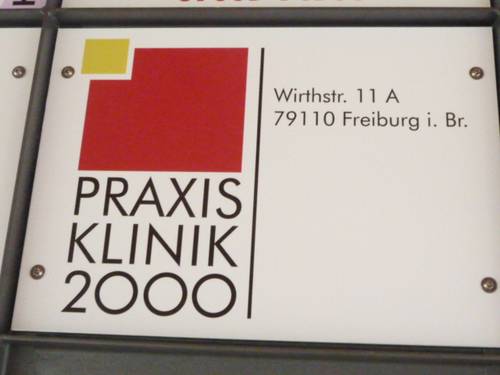 PRAXIS
KLINIK
2000
Wirthstr. 11 A
79110 Freiburg i. Br.